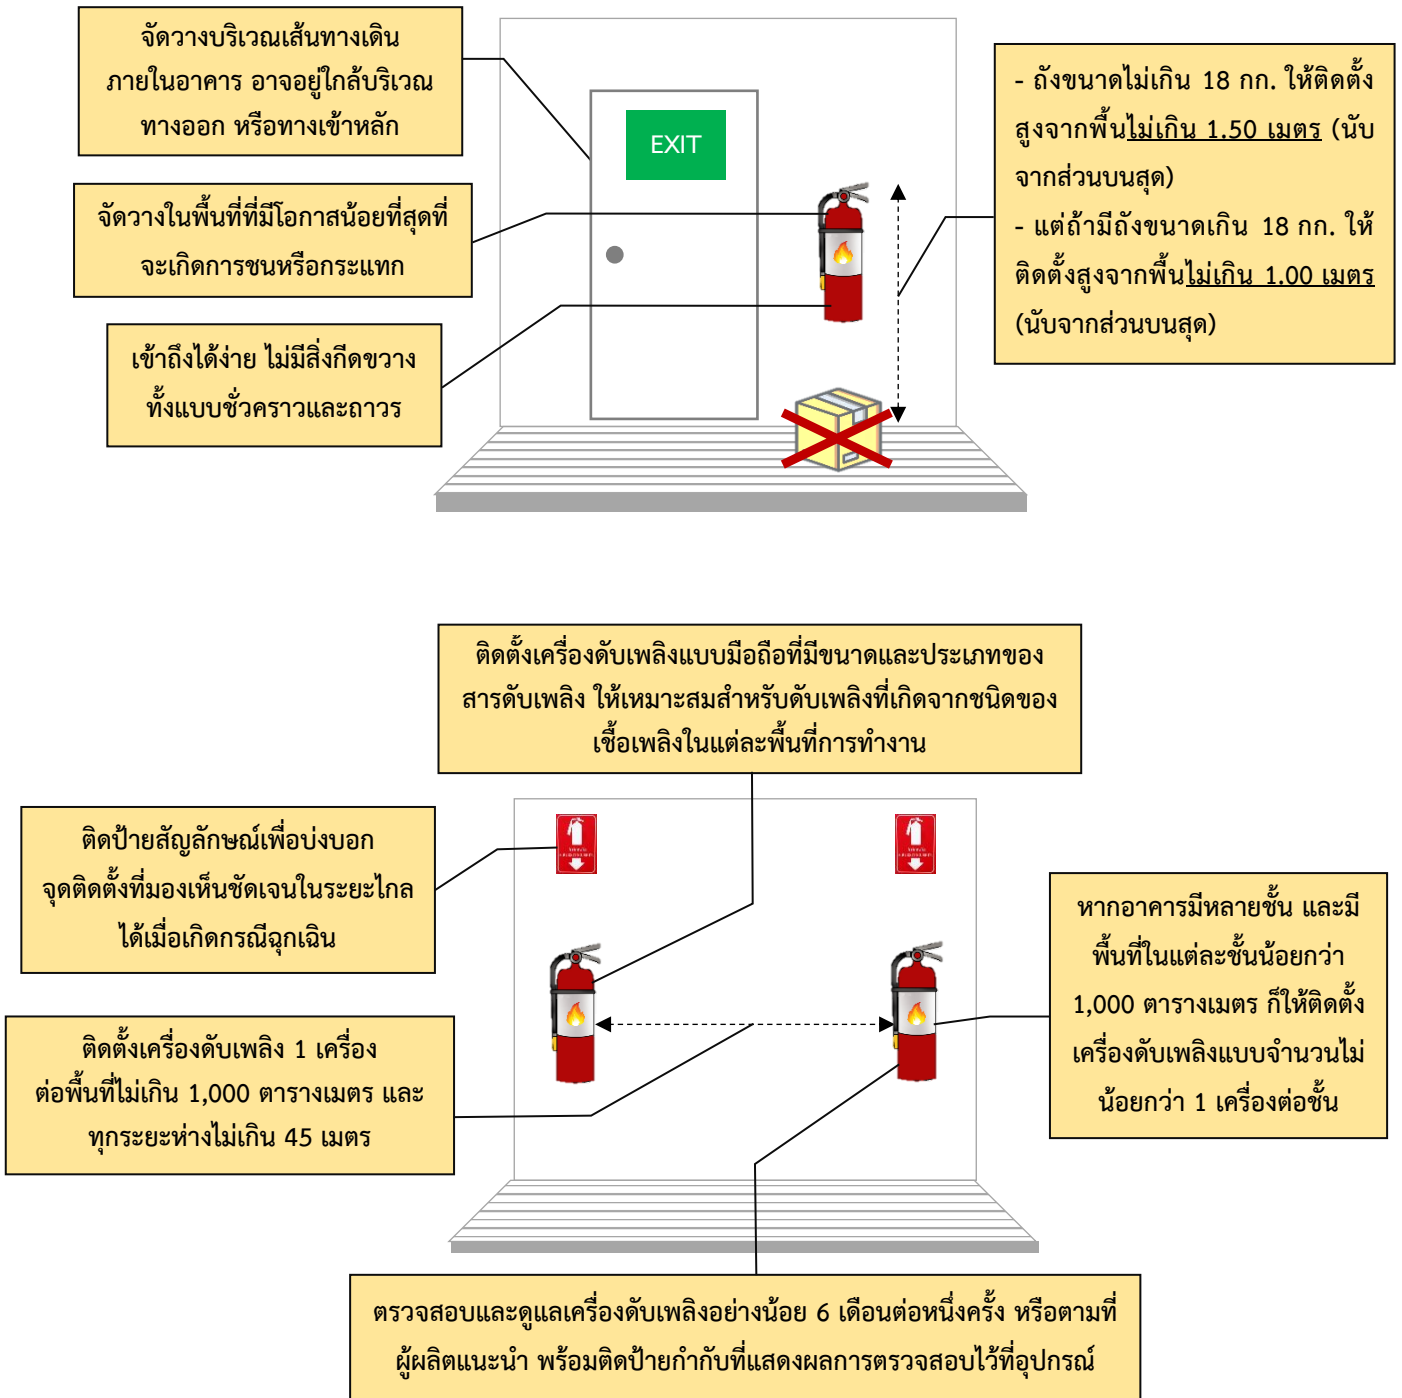 จัดวางบริเวณเส้นทางเดิน
ภายในอาคาร อาจอยู่ใกล้บริเวณ
ทางออก หรือทางเข้าหลัก
EXIT
- ถังขนาดไม่เกิน 18 กก. ให้ติดตั้ง
สูงจากพื้นไม่เกิน 1.50 เมตร (นับ
จากส่วนบนสุด)
- แต่ถ้ามีถังขนาดเกิน 18 กก. ให้
ติดตั้งสูงจากพื้นไม่เกิน 1.00 เมตร
(นับจากส่วนบนสุด)
จัดวางในพื้นที่ที่มีโอกาสน้อยที่สุดที่
จะเกิดการชนหรือกระแทก
เข้าถึงได้ง่าย ไม่มีสิ่งกีดขวาง
ทั้งแบบชั่วคราวและถาวร
ติดตั้งเครื่องดับเพลิงแบบมือถือที่มีขนาดและประเภทของ
สารดับเพลิง ให้เหมาะสมสำหรับดับเพลิงที่เกิดจากชนิดของ
เชื้อเพลิงในแต่ละพื้นที่การทำงาน
ติดป้ายสัญลักษณ์เพื่อบ่งบอก
จุดติดตั้งที่มองเห็นชัดเจนในระยะไกล
ได้เมื่อเกิดกรณีฉุกเฉิน
หากอาคารมีหลายชั้น และมี
พื้นที่ในแต่ละชั้นน้อยกว่า
1,000 ตารางเมตร ก็ให้ติดตั้ง
เครื่องดับเพลิงแบบจำนวนไม่
น้อยกว่า 1 เครื่องต่อชั้น
ติดตั้งเครื่องดับเพลิง 1 เครื่อง
ต่อพื้นที่ไม่เกิน 1,000 ตารางเมตร และ
ทุกระยะห่างไม่เกิน 45 เมตร
ตรวจสอบและดูแลเครื่องดับเพลิงอย่างน้อย 6 เดือนต่อหนึ่งครั้ง หรือตามที่
ผู้ผลิตแนะนำ พร้อมติดป้ายกำกับที่แสดงผลการตรวจสอบไว้ที่อุปกรณ์